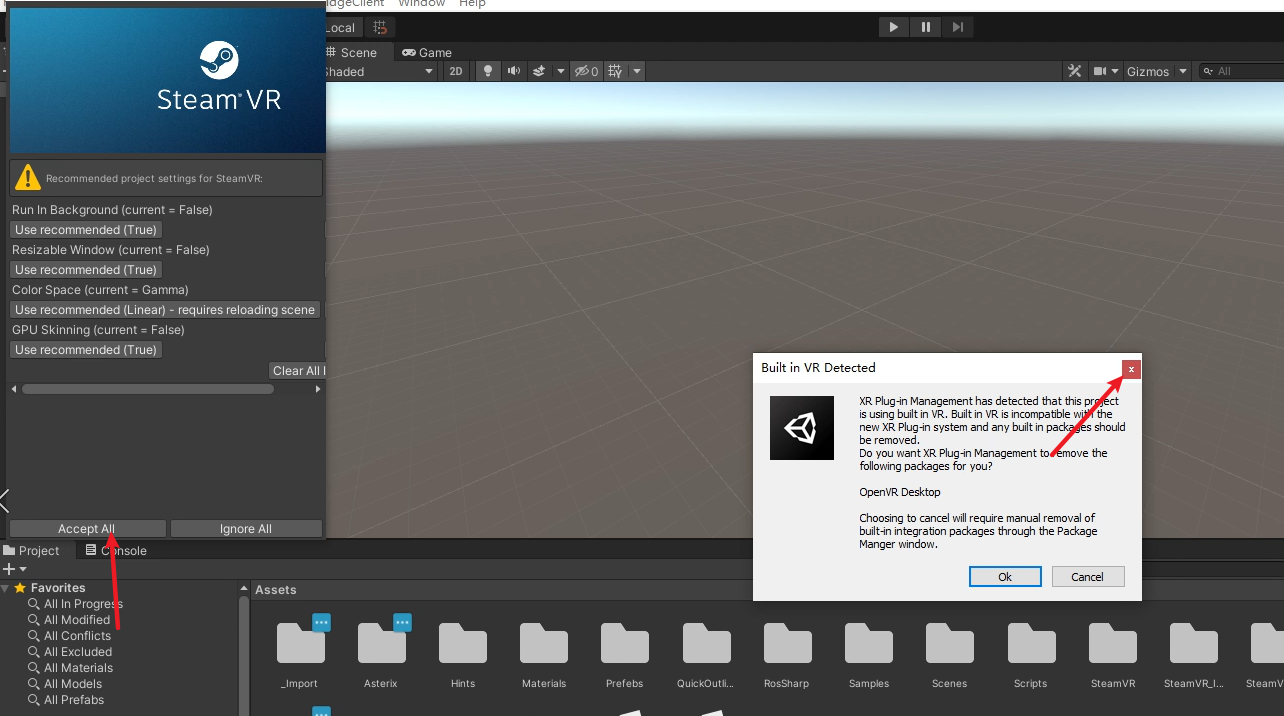 Window
Help
Local
Scene
Game
Shaded
2D
0
Gizmos
All
Steam®VR
Recommended project settings for SteamVR:
Run In Background (current = False)
Use recommended (True)
Resizable Window (current = False)
Use recommended (True)
Color Space (current = Gamma)
Use recommended (Linear) - requires reloading scene
GPU Skinning (current = False)
Use recommended (True)
Clear All
Accept All
Ignore All
Built in VR Detected
x
XR Plug-in Management has detected that this project
is using built in VR. Built in VR is incompatible with the
new XR Plug-in system and any built in packages should
be removed.
Do you want XR Plug-in Management to remove the
following packages for you?
OpenVR Desktop
Choosing to cancel will require manual removal of
built-in integration packages through the Package
Manger window.
Ok
Cancel
Project
Console
Favorites
All In Progress
All Modified
All Conflicts
All Excluded
All Materials
All Models
All Prefabs
Assets
_Import
Asterix
Hints
Materials
Prefebs
QuickOutli...
RosSharp
Samples
Scenes
Scripts
SteamVR
SteamVR_I...
SteamV